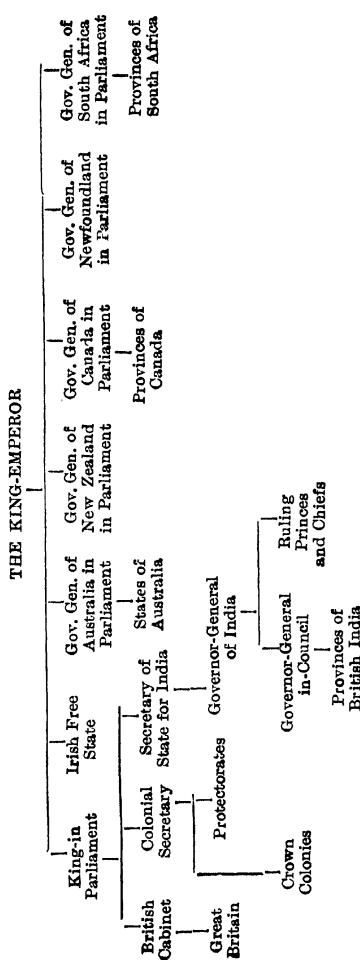 THE KING-EMPEROR
King-in
Parliament
Irish Free
State
Gov. Gen. of
Australia in
Parliament
Gov. Gen. of
New Zealand
in Parliament
Gov. Gen. of
Canada in
Parliament
Gov. Gen. of
Newfoundland
in Parliament
Gov. Gen. of
South Africa
in Parliament
States of
Australia
Provinces of
Canada
Provinces of
South Africa
British
Cabinet
Colonial
Secretary
Secretary of
State for India
Great
Britain
Protectorates
Governor-General
of India
Crown
Colonies
Governor-General
in-Council
Ruling
Princes
and Chiefs
Provinces of
British India